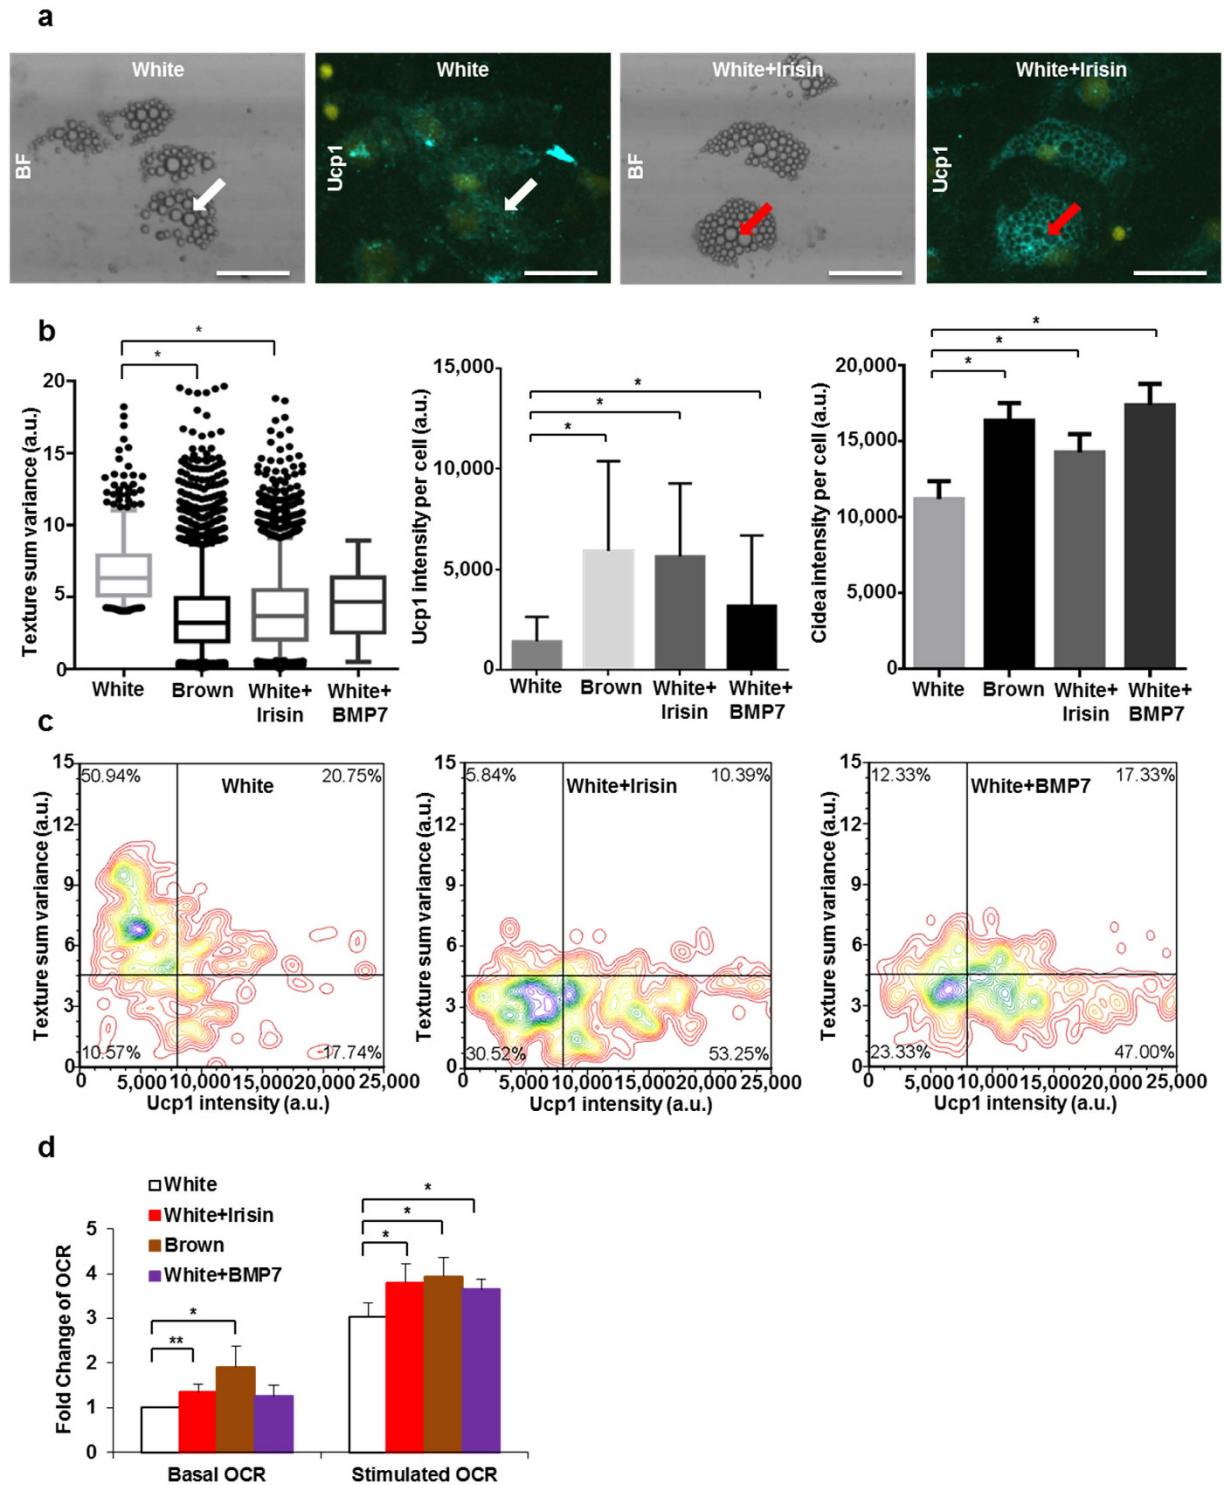 a
White
White
White+Irisin
White+Irisin
BF
Ucp1
BF
Ucp1
b
* *
Texture sum variance (a.u.)
20
15
10
5
0
White
Brown
White+
Irisin
White+
BMP7
* * *
Ucp1 intensity per cell (a.u.)
15,000
10,000
5,000
0
White
Brown
White+
Irisin
White+
BMP7
* * *
Cidea intensity per cell (a.u.)
20,000
15,000
10,000
5,000
0
White
Brown
White+
Irisin
White+
BMP7
c
Texture sum variance (a.u.)
15
12
9
6
3
0
50.94%
White
20.75%
10.57%
17.74%
0 5,000 10,000 15,000 20,000 25,000
Ucp1 intensity (a.u.)
Texture sum variance (a.u.)
15
12
9
6
3
0
5.84%
10.39%
White+Irisin
30.52%
53.25%
0 5,000 10,000 15,000 20,000 25,000
Ucp1 intensity (a.u.)
Texture sum variance (a.u.)
15
12
9
6
3
0
12.33%
17.33%
White+BMP7
23.33%
47.00%
0 5,000 10,000 15,000 20,000 25,000
Ucp1 intensity (a.u.)
d
White
White+Irisin
Brown
White+BMP7
Fold Change of OCR
5
4
3
2
1
0
*
**
*
*
*
Basal OCR
Stimulated OCR